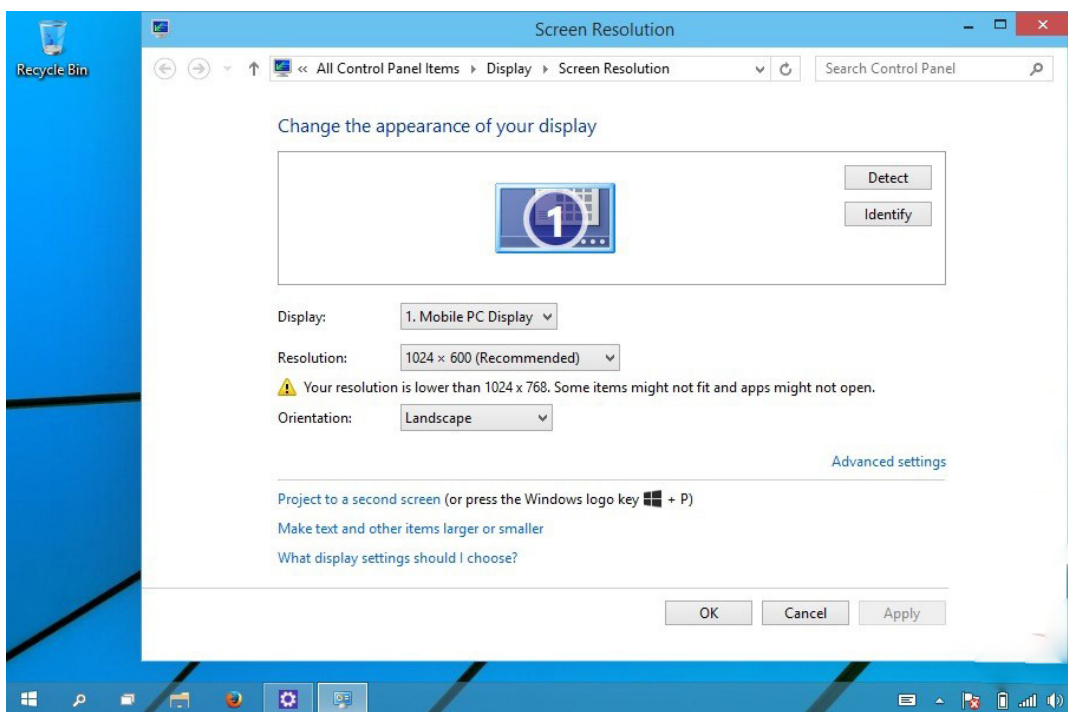 Screen Resolution
Recycle Bin
« All Control Panel Items Display Screen Resolution
Search Control Panel
Change the appearance of your display
Detect
1
Identify
Display: 1. Mobile PC Display
Resolution: 1024 × 600 (Recommended)
Your resolution is lower than 1024 x 768. Some items might not fit and apps might not open.
Orientation: Landscape
Advanced settings
Project to a second screen (or press the Windows logo key + P)
Make text and other items larger or smaller
What display settings should I choose?
OK Cancel Apply